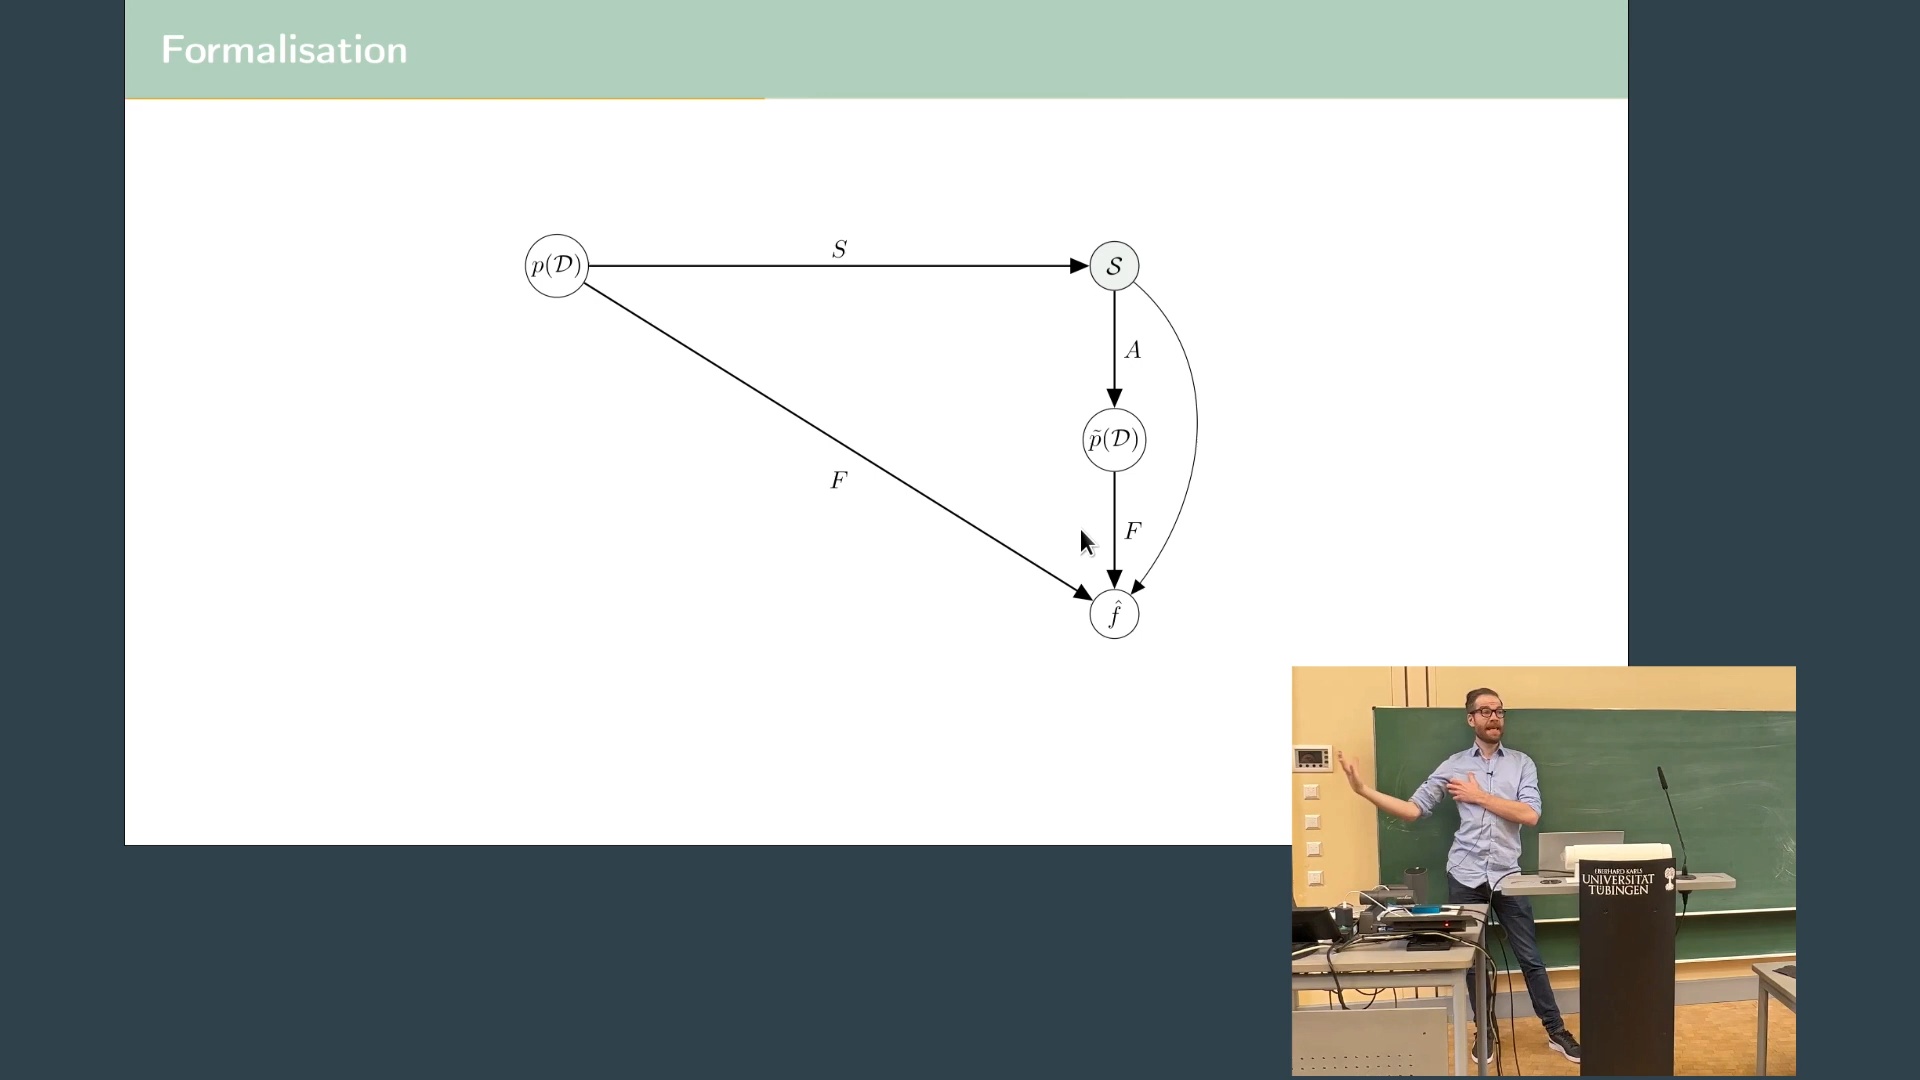 Formalisation
p(𝒟)
S
𝒮
A
p̃(𝒟)
F
F
f̂
EBERHARD KARLS
UNIVERSITÄT
TÜBINGEN